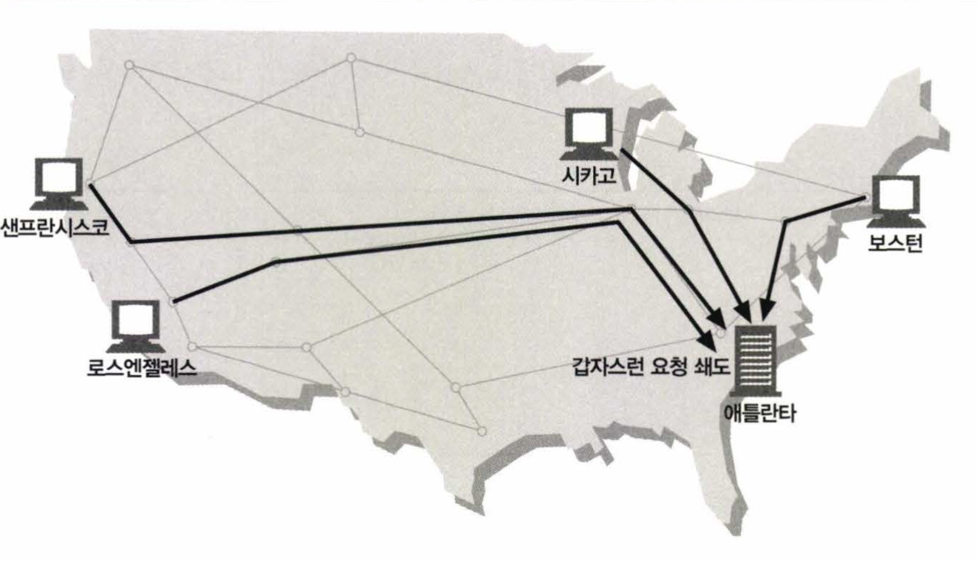 시카고
샌프란시스코
보스턴
로스엔젤레스
갑자스런 요청 쇄도
애틀란타